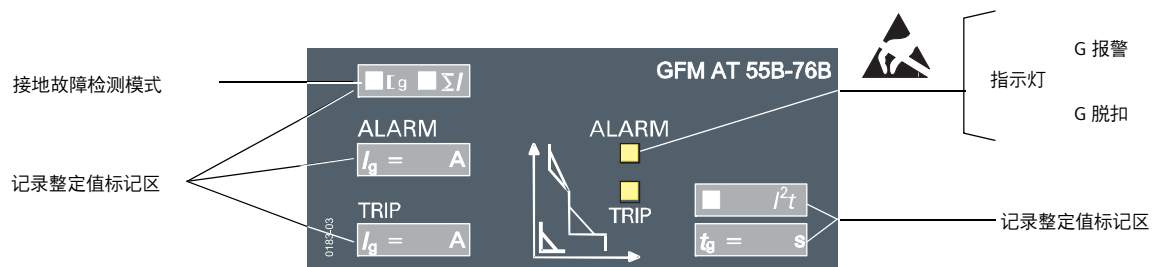 G 报警
指示灯
G 脱扣
接地故障检测模式
记录整定值标记区
GFM AT 55B-76B
g ΣI
ALARM
Ig = A
ALARM
TRIP
Ig = A
TRIP
I²t
tg = s
0183-03
记录整定值标记区